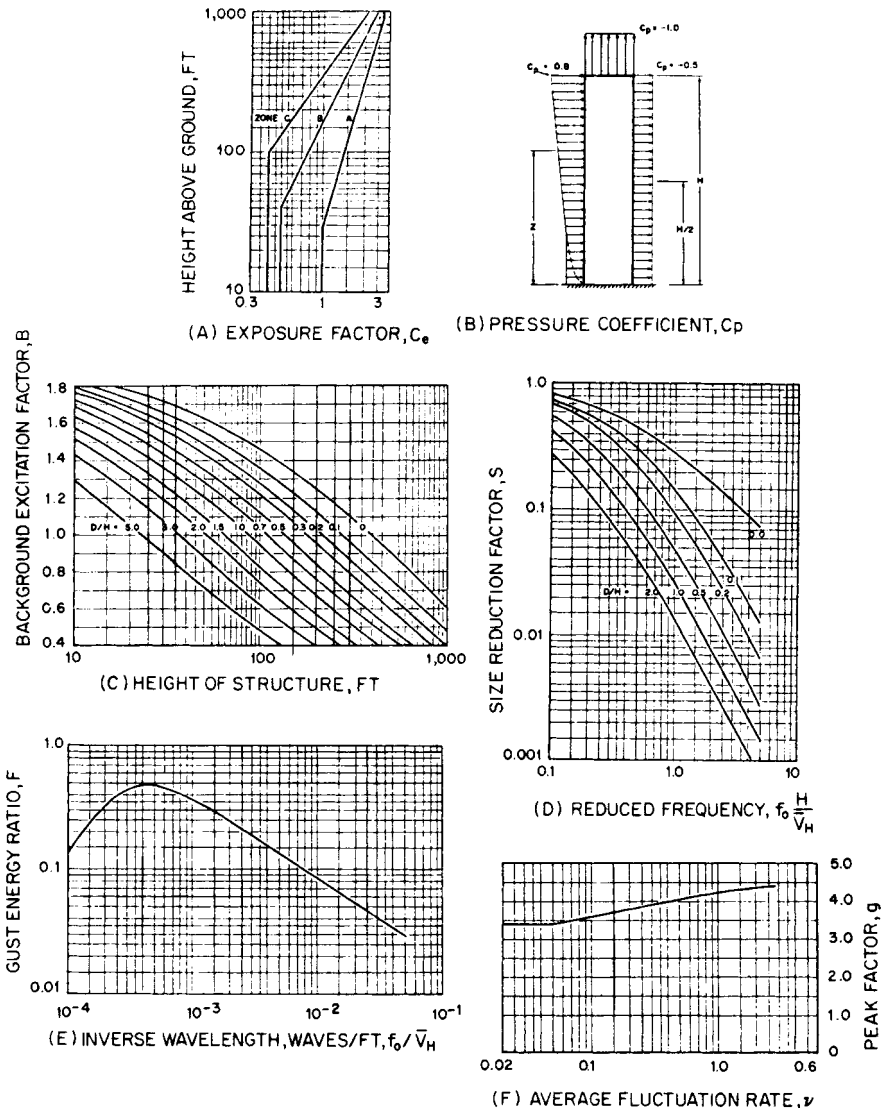 1,000
100
10
HEIGHT ABOVE GROUND, FT
ZONE C B A
0.3 1 3
(A) EXPOSURE FACTOR, Ce
Cp = -1.0
Cp = 0.8
Cp = -0.5
Z
H
H/2
(B) PRESSURE COEFFICIENT, Cp
BACKGROUND EXCITATION FACTOR, B
1.8
1.6
1.4
1.2
1.0
0.8
0.6
0.4
D/H = 5.0 3.0 2.0 1.5 1.0 0.7 0.5 0.3 0.2 0.1 0
10 100 1,000
(C) HEIGHT OF STRUCTURE, FT
SIZE REDUCTION FACTOR, S
1.0
0.1
0.01
0.001
0.0
0.1
D/H = 2.0 1.0 0.5 0.2
0.1 1.0 10
(D) REDUCED FREQUENCY, f₀ H/V̄H
GUST ENERGY RATIO, F
1.0
0.1
0.01
10⁻⁴ 10⁻³ 10⁻² 10⁻¹
(E) INVERSE WAVELENGTH, WAVES/FT, f₀/V̄H
5.0
4.0
3.0
2.0
1.0
0
PEAK FACTOR, g
0.02 0.1 1.0 0.6
(F) AVERAGE FLUCTUATION RATE, ν